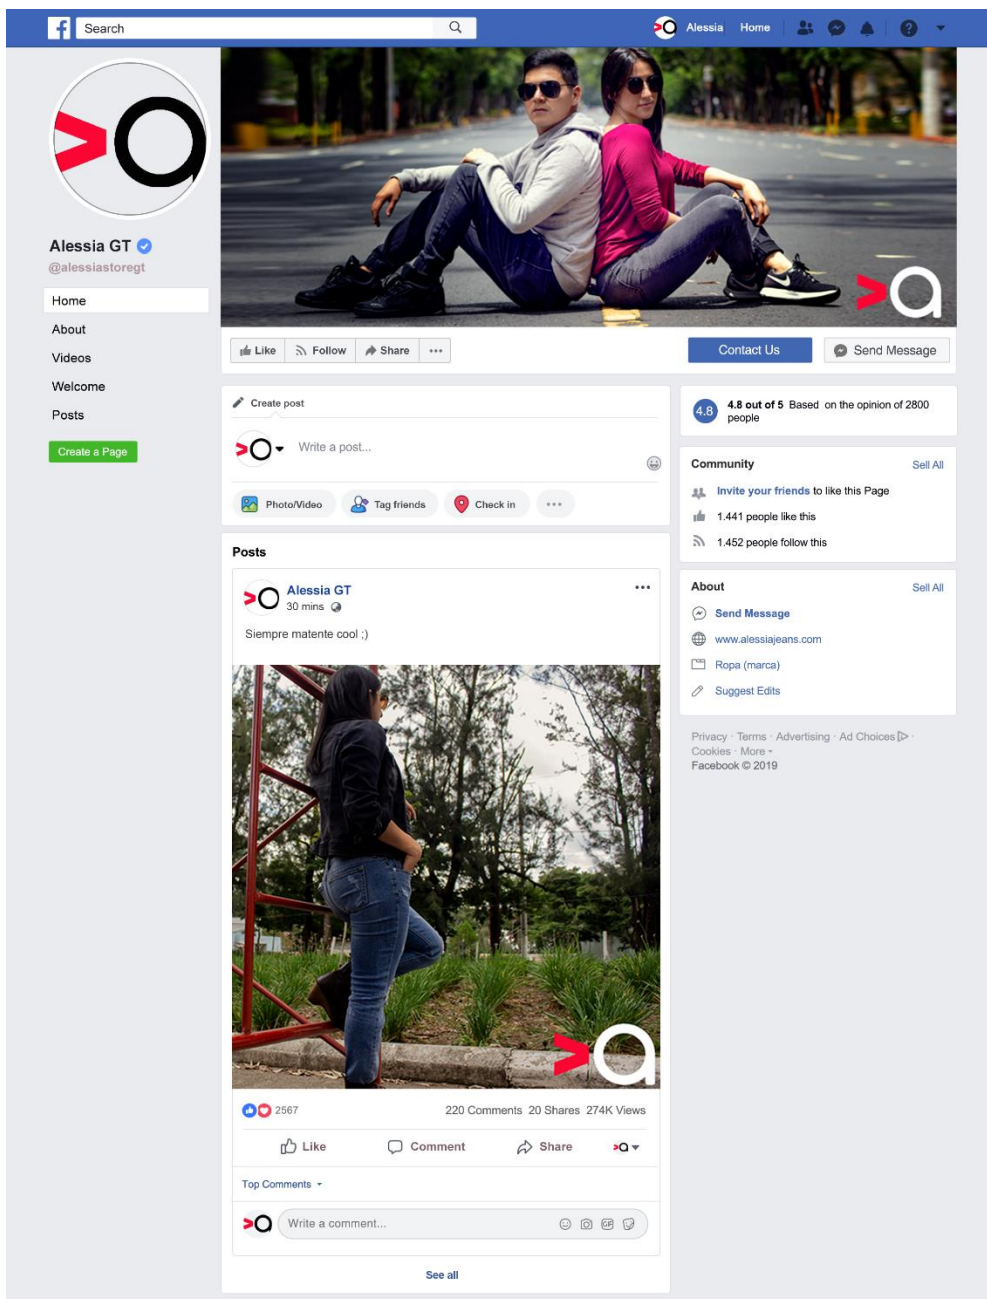 Search
Alessia
Home
Alessia GT
@alessiastoregt
Home
About
Videos
Welcome
Posts
Create a Page
Like
Follow
Share
Contact Us
Send Message
Create post
Write a post...
Photo/Video
Tag friends
Check in
Posts
Alessia GT
30 mins
Siempre matente cool ;)
2567
220 Comments 20 Shares 274K Views
Like
Comment
Share
Top Comments
Write a comment...
GIF
See all
4.8
4.8 out of 5 Based on the opinion of 2800
people
Community
Sell All
Invite your friends to like this Page
1.441 people like this
1.452 people follow this
About
Sell All
Send Message
www.alessiajeans.com
Ropa (marca)
Suggest Edits
Privacy · Terms · Advertising · Ad Choices ·
Cookies · More
Facebook © 2019